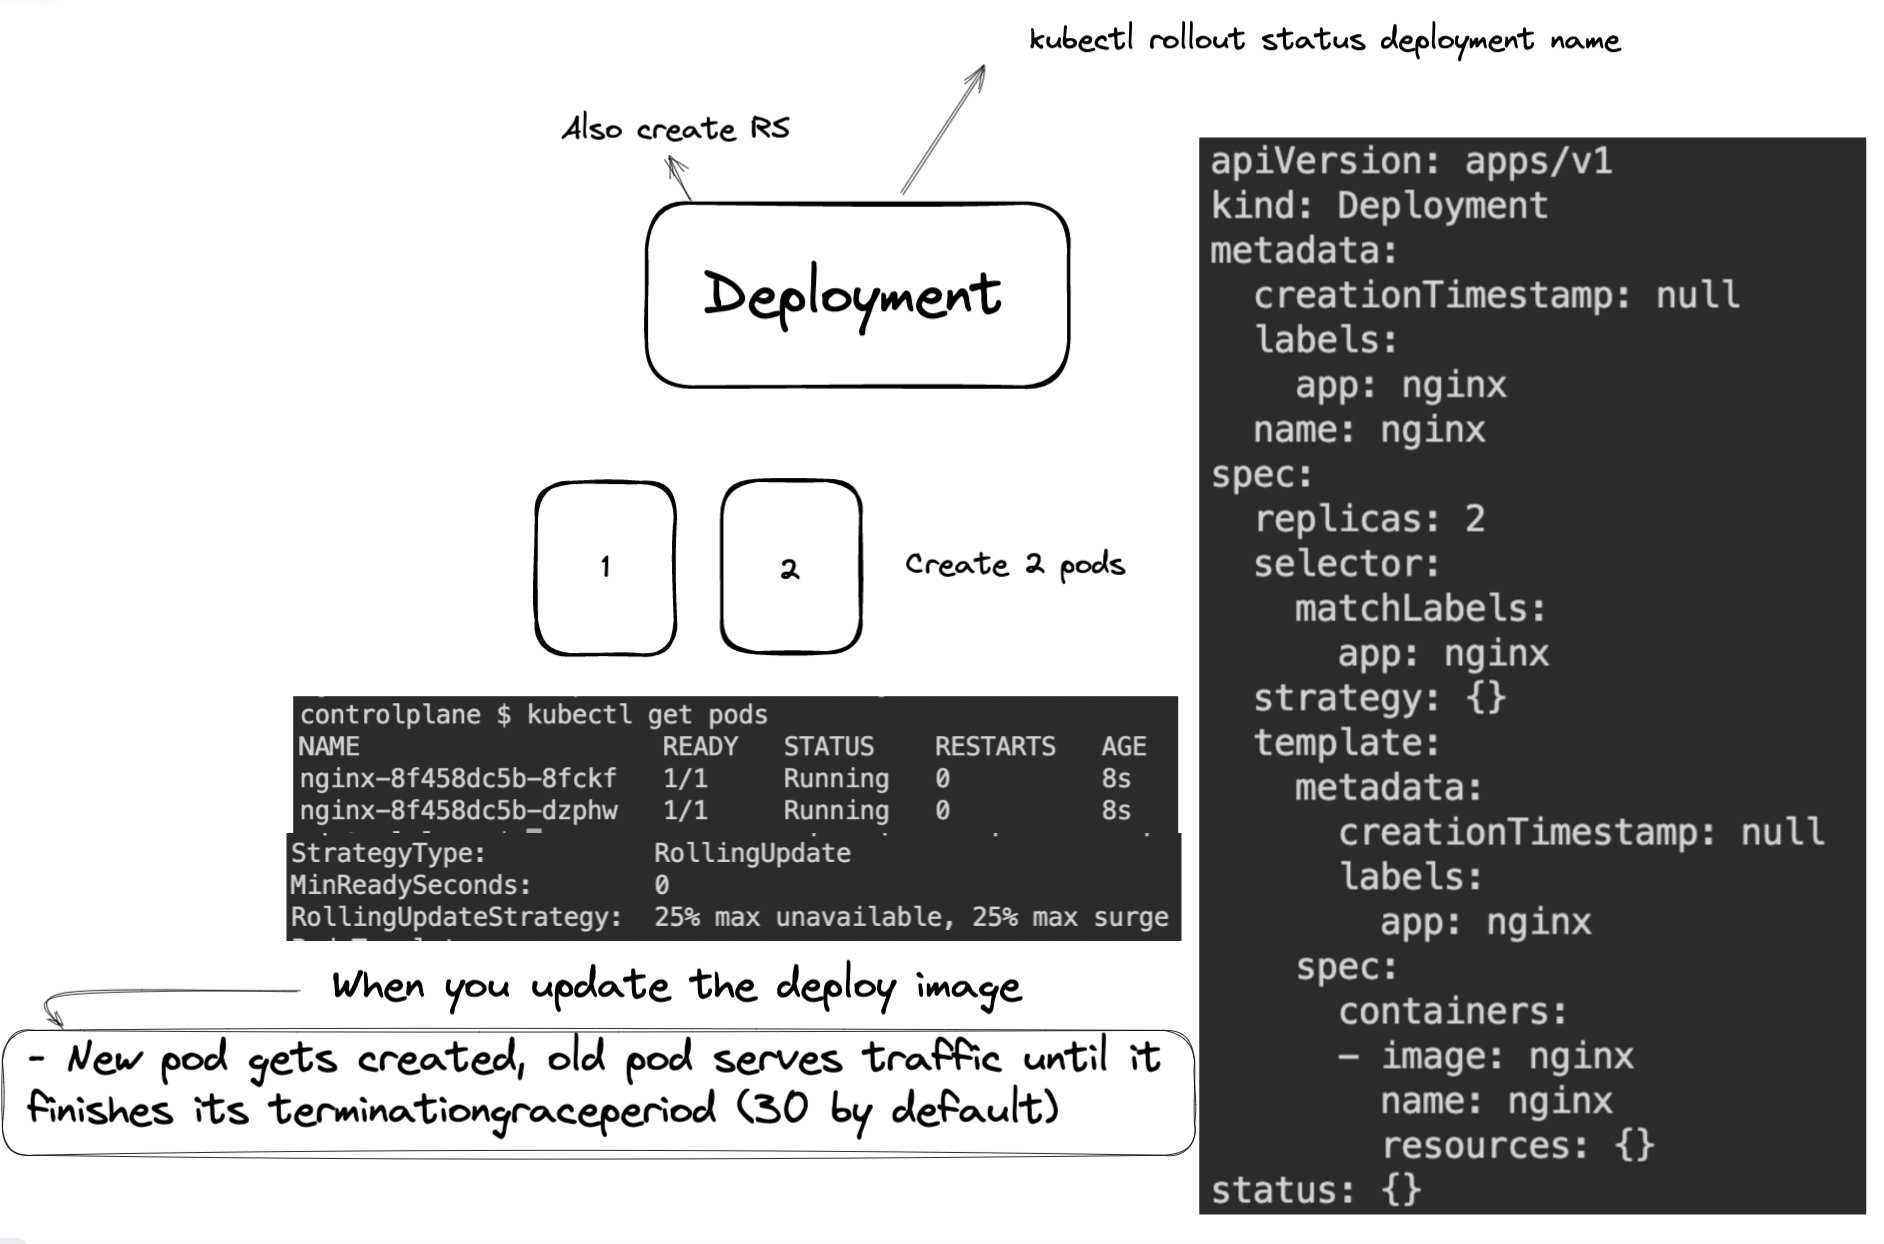 kubectl rollout status deployment name
Also create RS
Deployment
1
2
Create 2 pods
controlplane $ kubectl get pods
NAME                    READY   STATUS    RESTARTS   AGE
nginx-8f458dc5b-8fckf   1/1     Running   0          8s
nginx-8f458dc5b-dzphw   1/1     Running   0          8s
StrategyType:           RollingUpdate
MinReadySeconds:        0
RollingUpdateStrategy:  25% max unavailable, 25% max surge
When you update the deploy image
- New pod gets created, old pod serves traffic until it
finishes its terminationgraceperiod (30 by default)
apiVersion: apps/v1
kind: Deployment
metadata:
  creationTimestamp: null
  labels:
    app: nginx
  name: nginx
spec:
  replicas: 2
  selector:
    matchLabels:
      app: nginx
  strategy: {}
  template:
    metadata:
      creationTimestamp: null
      labels:
        app: nginx
    spec:
      containers:
      - image: nginx
        name: nginx
        resources: {}
status: {}